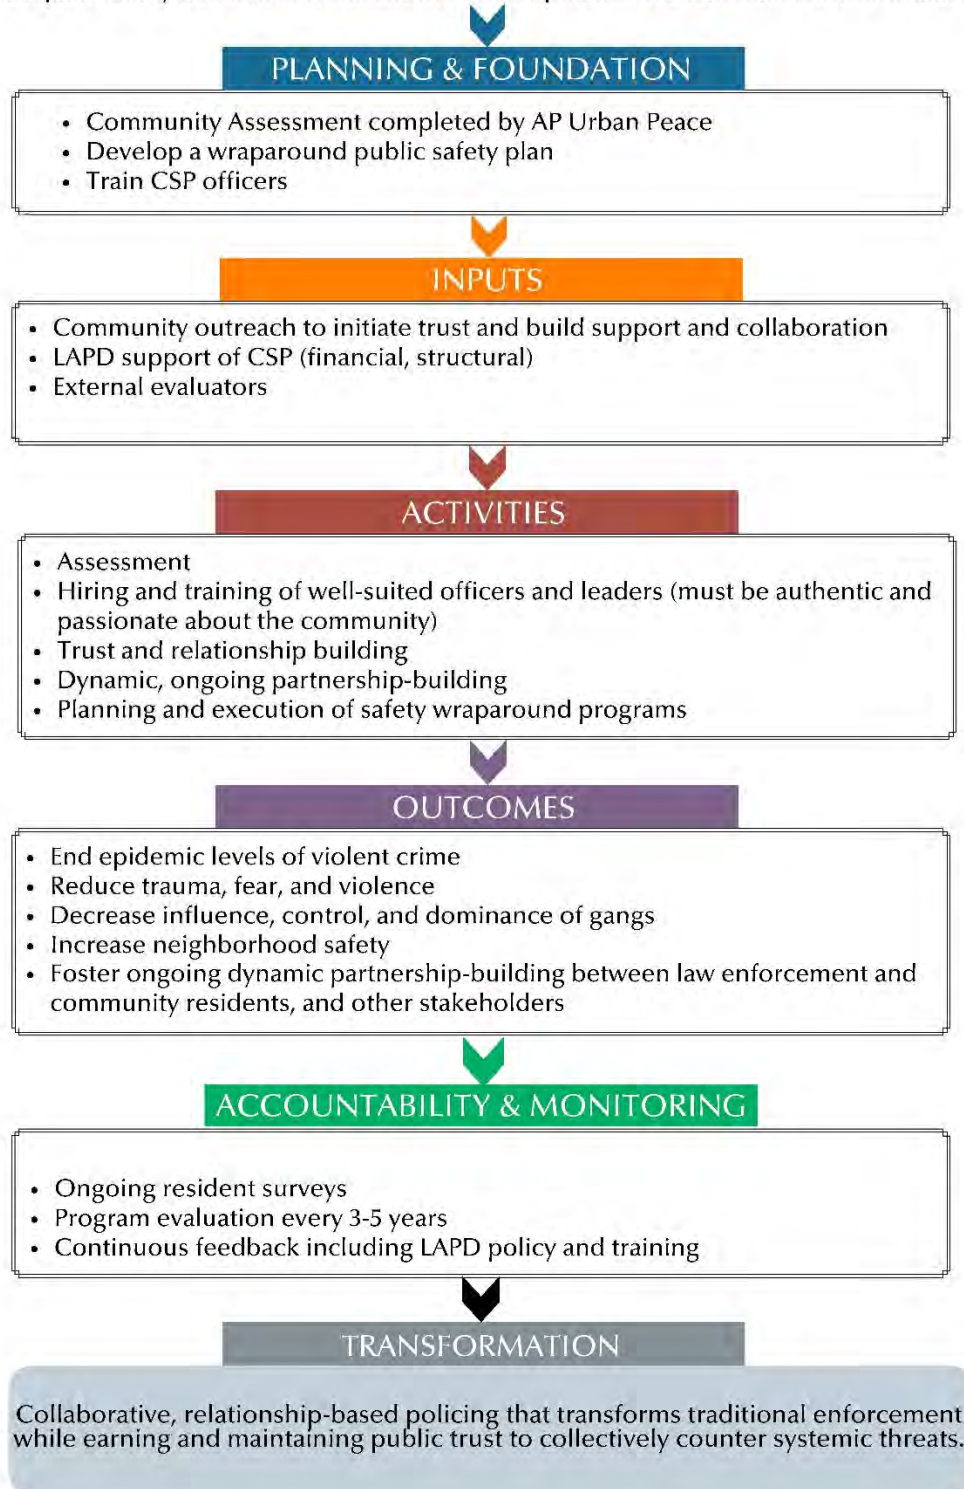 PLANNING & FOUNDATION
• Community Assessment completed by AP Urban Peace
• Develop a wraparound public safety plan
• Train CSP officers
INPUTS
• Community outreach to initiate trust and build support and collaboration
• LAPD support of CSP (financial, structural)
• External evaluators
ACTIVITIES
• Assessment
• Hiring and training of well-suited officers and leaders (must be authentic and
passionate about the community)
• Trust and relationship building
• Dynamic, ongoing partnership-building
• Planning and execution of safety wraparound programs
OUTCOMES
• End epidemic levels of violent crime
• Reduce trauma, fear, and violence
• Decrease influence, control, and dominance of gangs
• Increase neighborhood safety
• Foster ongoing dynamic partnership-building between law enforcement and
community residents, and other stakeholders
ACCOUNTABILITY & MONITORING
• Ongoing resident surveys
• Program evaluation every 3-5 years
• Continuous feedback including LAPD policy and training
TRANSFORMATION
Collaborative, relationship-based policing that transforms traditional enforcement
while earning and maintaining public trust to collectively counter systemic threats.